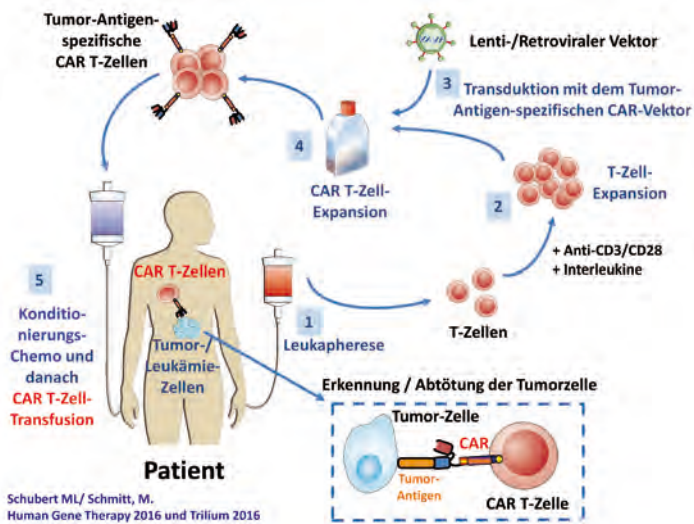 Tumor-Antigen-
spezifische
CAR T-Zellen
Lenti-/Retroviraler Vektor
3
Transduktion mit dem Tumor-
Antigen-spezifischen CAR-Vektor
4
CAR T-Zell-
Expansion
2
T-Zell-
Expansion
+ Anti-CD3/CD28
+ Interleukine
T-Zellen
1
Leukapherese
5
Konditio-
nierungs-
Chemo und
danach
CAR T-Zell-
Transfusion
CAR T-Zellen
Tumor-/
Leukämie-
Zellen
Patient
Erkennung / Abtötung der Tumorzelle
Tumor-Zelle
CAR
Tumor-
Antigen
CAR T-Zelle
Schubert ML/ Schmitt, M.
Human Gene Therapy 2016 und Trilium 2016